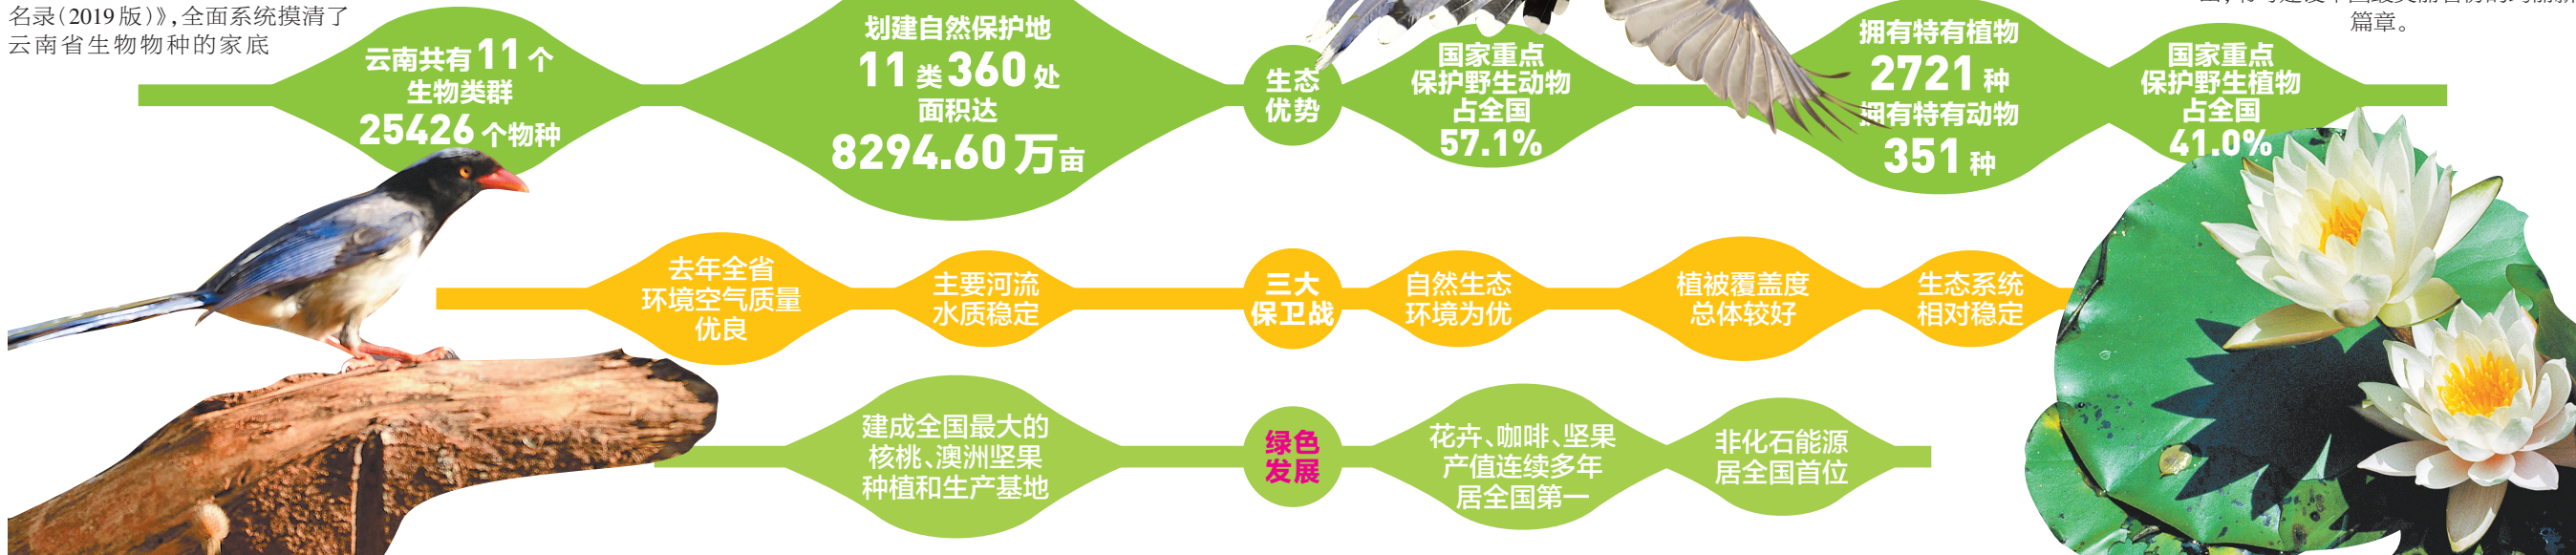 名录（2019版）》，全面系统摸清了
云南省生物物种的家底
篇章。
云南共有11个
生物类群
25426个物种
划建自然保护地
11类360处
面积达
8294.60万亩
生态
优势
国家重点
保护野生动物
占全国
57.1%
拥有特有植物
2721种
拥有特有动物
351种
国家重点
保护野生植物
占全国
41.0%
去年全省
环境空气质量
优良
主要河流
水质稳定
三大
保卫战
自然生态
环境为优
植被覆盖度
总体较好
生态系统
相对稳定
建成全国最大的
核桃、澳洲坚果
种植和生产基地
绿色
发展
花卉、咖啡、坚果
产值连续多年
居全国第一
非化石能源
居全国首位